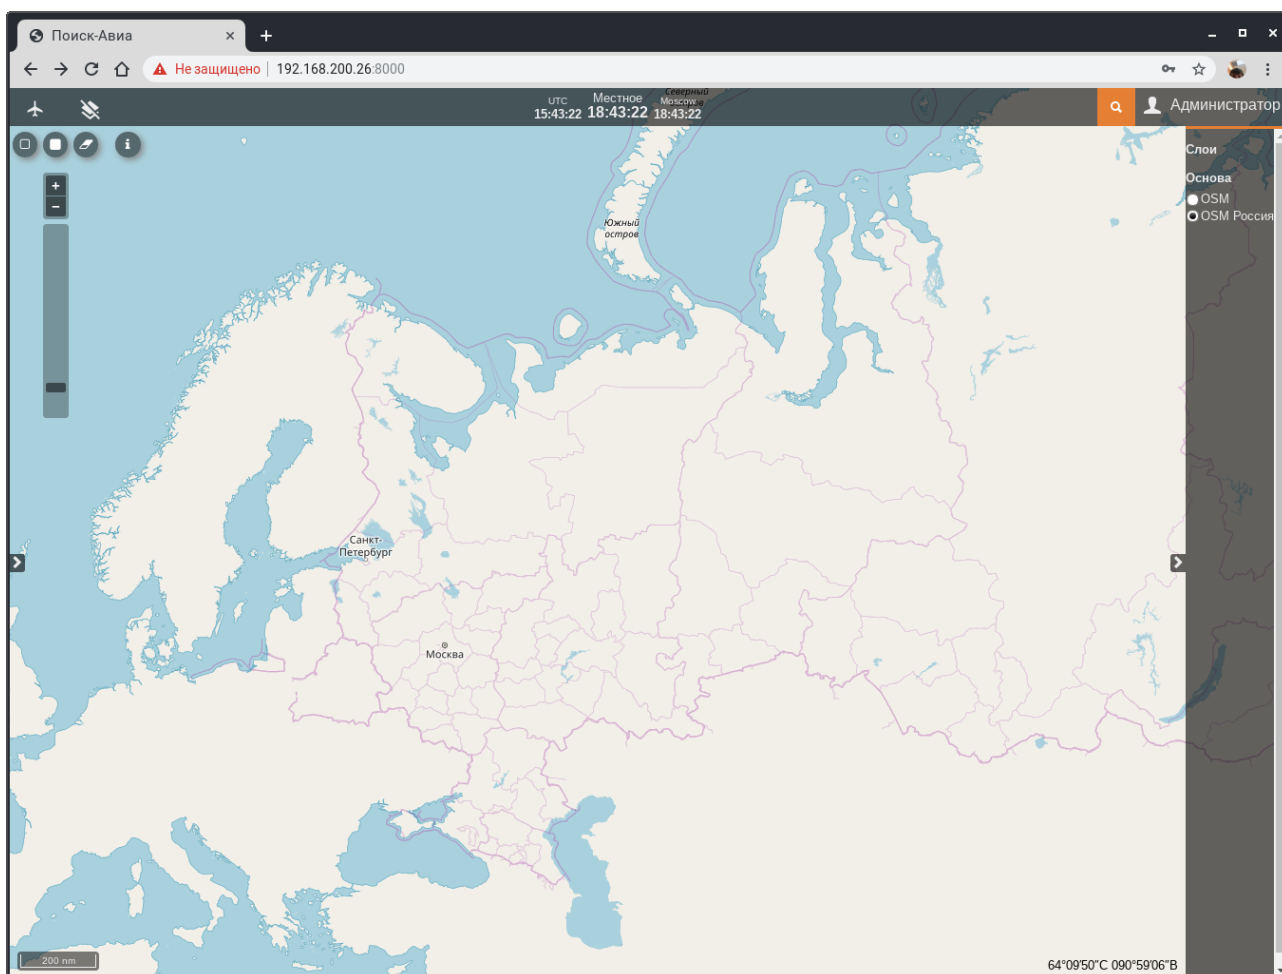 Поиск-Авиа
Не защищено
192.168.200.26:8000
UTC
15:43:22
Местное
18:43:22
Moscow
18:43:22
Администратор
Северный
Слои
Основа
OSM
OSM Россия
+
−
Южный
остров
Санкт-
Петербург
Москва
200 nm
64°09'50"С 090°59'06"В